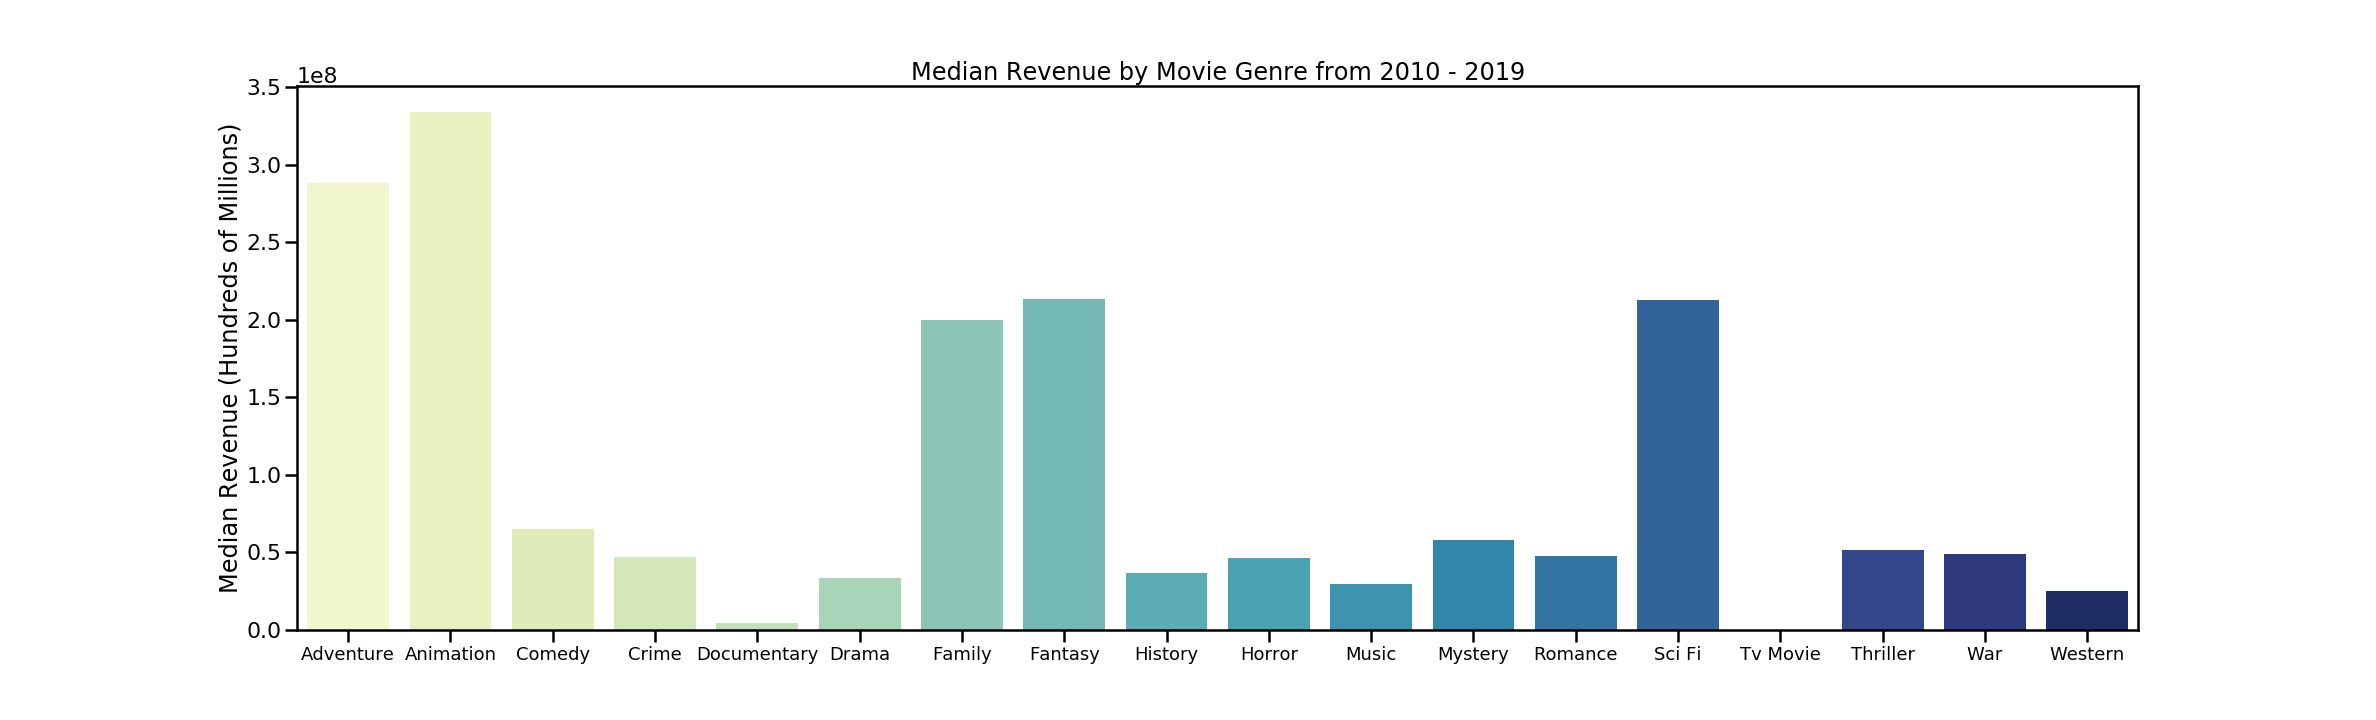 Median Revenue by Movie Genre from 2010 - 2019
1e8
Median Revenue (Hundreds of Millions)
3.5
3.0
2.5
2.0
1.5
1.0
0.5
0.0
Adventure Animation Comedy Crime Documentary Drama Family Fantasy History Horror Music Mystery Romance Sci Fi Tv Movie Thriller War Western